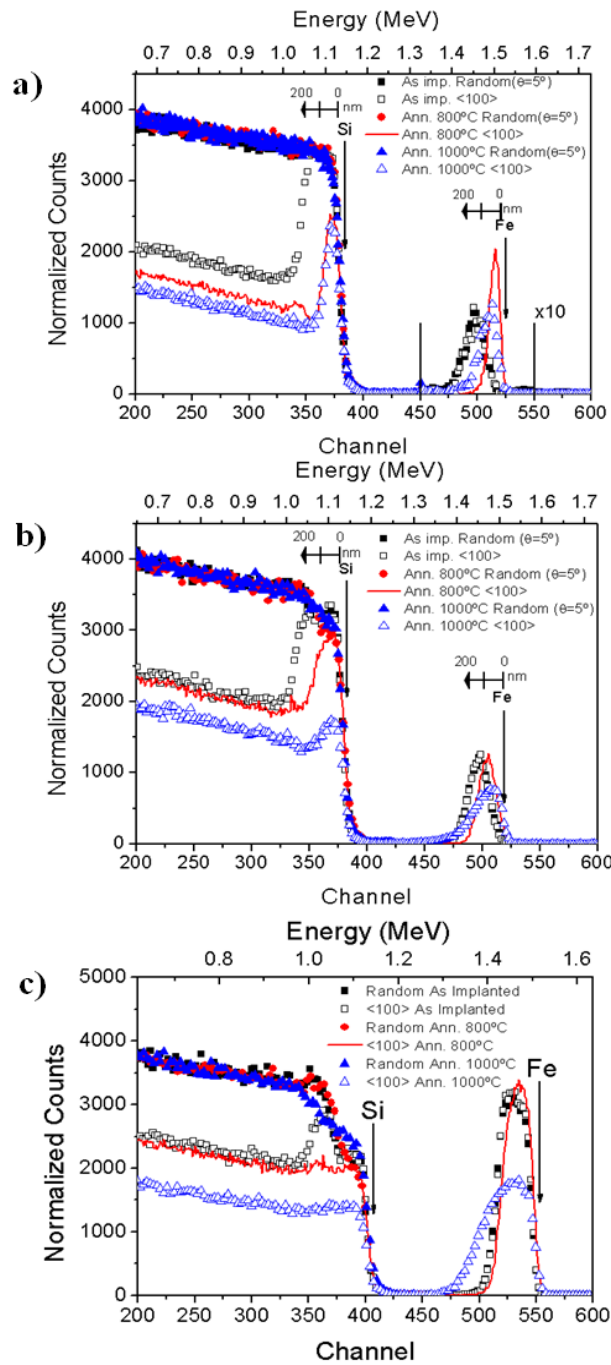 Energy (MeV)
0.7 0.8 0.9 1.0 1.1 1.2 1.3 1.4 1.5 1.6 1.7
a)
200 0
nm
Si
As imp. Random(θ=5º)
As imp. <100>
Ann. 800ºC Random(θ=5º)
Ann. 800ºC <100>
Ann. 1000ºC Random(θ=5º)
Ann. 1000ºC <100>
200 0
nm
Fe
x10
Normalized Counts
4000
3000
2000
1000
0
200 250 300 350 400 450 500 550 600
Channel
Energy (MeV)
0.7 0.8 0.9 1.0 1.1 1.2 1.3 1.4 1.5 1.6 1.7
b)
200 0
nm
Si
As imp. Random (θ=5º)
As imp. <100>
Ann. 800ºC Random (θ=5º)
Ann. 800ºC <100>
Ann. 1000ºC Random (θ=5º)
Ann. 1000ºC <100>
200 0
nm
Fe
Normalized Counts
4000
3000
2000
1000
0
200 250 300 350 400 450 500 550 600
Channel
Energy (MeV)
0.8 1.0 1.2 1.4 1.6
c)
Random As Implanted
<100> As Implanted
Random Ann. 800ºC
<100> Ann. 800ºC
Random Ann. 1000ºC
<100> Ann. 1000ºC
Si
Fe
Normalized Counts
5000
4000
3000
2000
1000
0
200 250 300 350 400 450 500 550 600
Channel